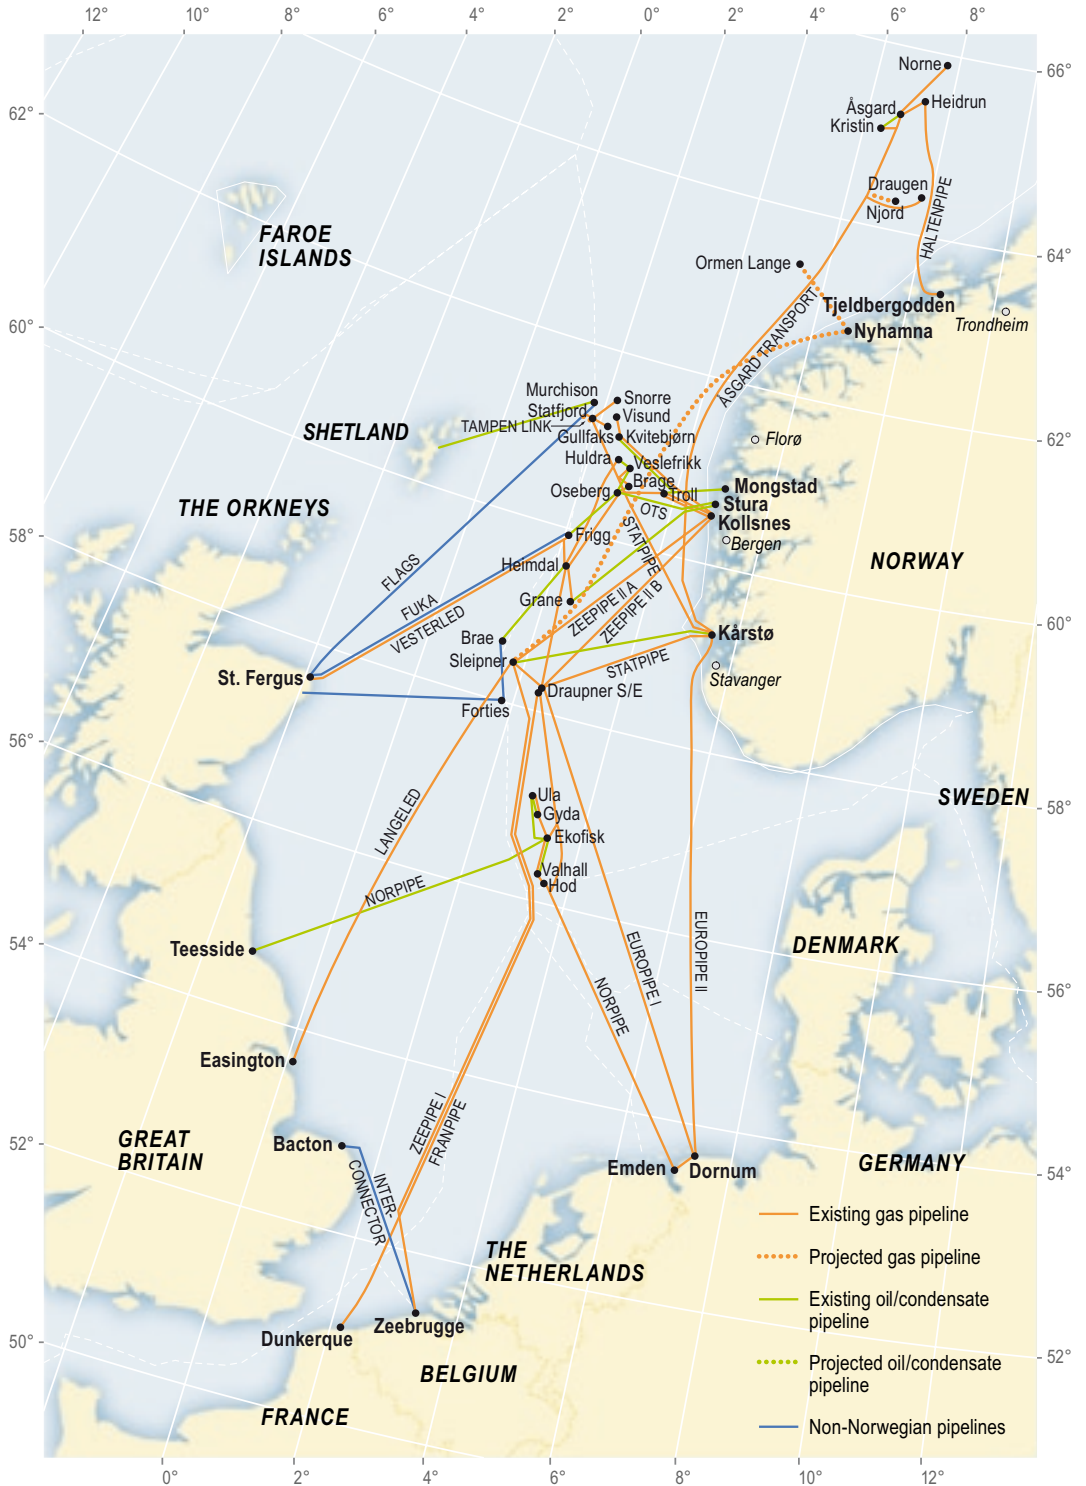 12°
10°
8°
6°
4°
2°
0°
2°
4°
6°
8°
66°
62°
Norne
Åsgard
Heidrun
Kristin
Draugen
Njord
HALTENPIPE
FAROE
ISLANDS
Ormen Lange
64°
Tjeldbergodden
Trondheim
Nyhamna
60°
ÅSGARD TRANSPORT
Murchison
Snorre
Statfjord
Visund
TAMPEN LINK
Gullfaks
Kvitebjørn
Florø
62°
SHETLAND
Huldra
Veslefrikk
Brage
Oseberg
Troll
Mongstad
Stura
OTS
Kollsnes
Bergen
THE ORKNEYS
58°
Frigg
STATPIPE
NORWAY
FLAGS
Heimdal
FUKA
VESTERLED
Grane
ZEEPIPE II A
ZEEPIPE II B
60°
Brae
Kårstø
Sleipner
STATPIPE
Stavanger
St. Fergus
Draupner S/E
Forties
56°
SWEDEN
58°
Ula
Gyda
LANGELED
Ekofisk
Valhall
Hod
NORPIPE
54°
Teesside
DENMARK
EUROPIPE II
EUROPIPE I
NORPIPE
56°
Easington
ZEEPIPE I
FRANPIPE
52°
GREAT
BRITAIN
Bacton
INTER-
CONNECTOR
Emden
Dornum
GERMANY
54°
THE
NETHERLANDS
Existing gas pipeline
Projected gas pipeline
Existing oil/condensate
pipeline
Projected oil/condensate
pipeline
Non-Norwegian pipelines
50°
Dunkerque
Zeebrugge
52°
BELGIUM
FRANCE
0°
2°
4°
6°
8°
10°
12°